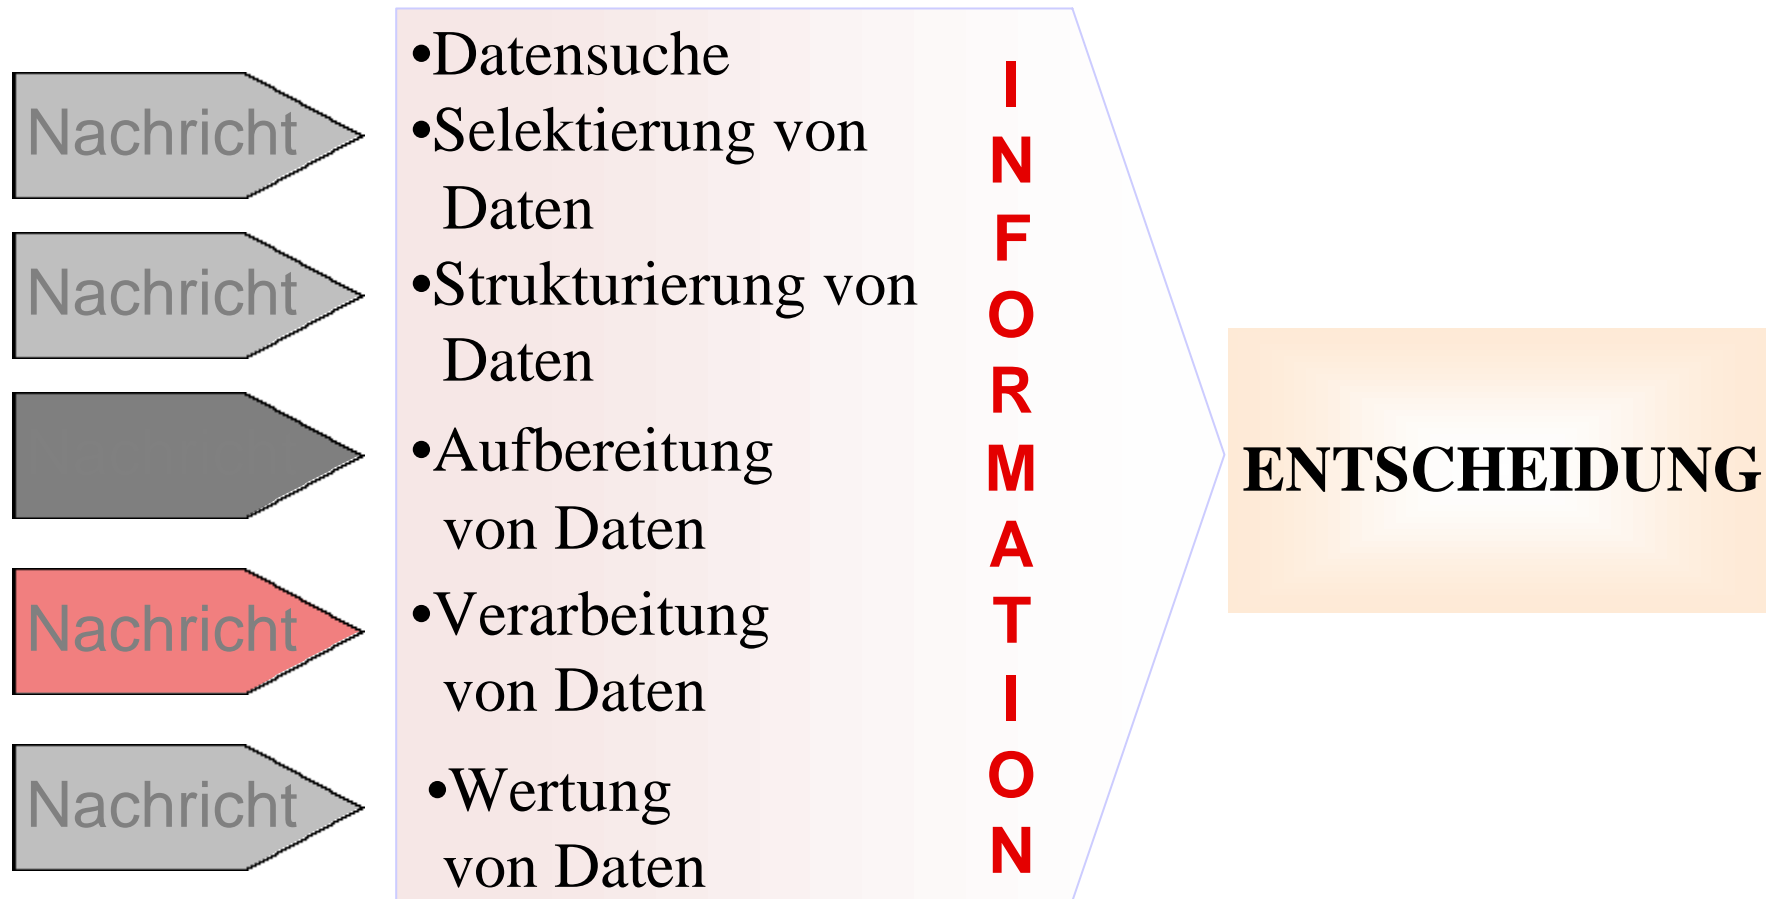 Nachricht
Nachricht
Nachricht
Nachricht
•Datensuche
•Selektierung von
Daten
•Strukturierung von
Daten
•Aufbereitung
von Daten
•Verarbeitung
von Daten
•Wertung
von Daten
I
N
F
O
R
M
A
T
I
O
N
ENTSCHEIDUNG